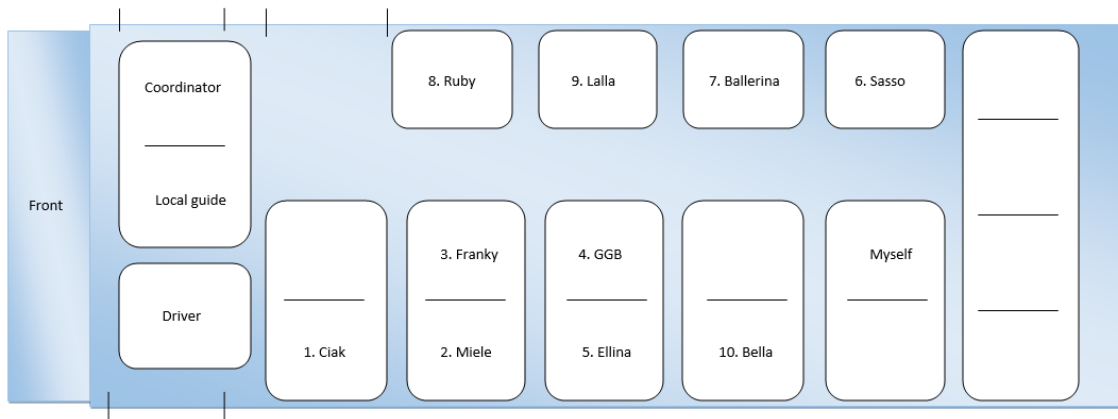 Front
Coordinator
Local guide
Driver
8. Ruby
9. Lalla
7. Ballerina
6. Sasso
3. Franky
4. GGB
Myself
1. Ciak
2. Miele
5. Ellina
10. Bella